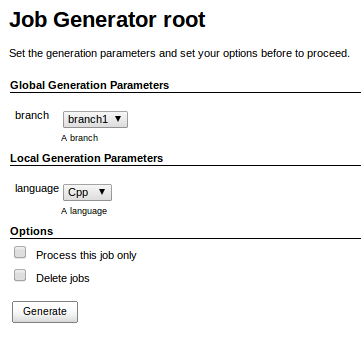 Job Generator root
Set the generation parameters and set your options before to proceed.
Global Generation Parameters
branch branch1
A branch
Local Generation Parameters
language Cpp
A language
Options
Process this job only
Delete jobs
Generate